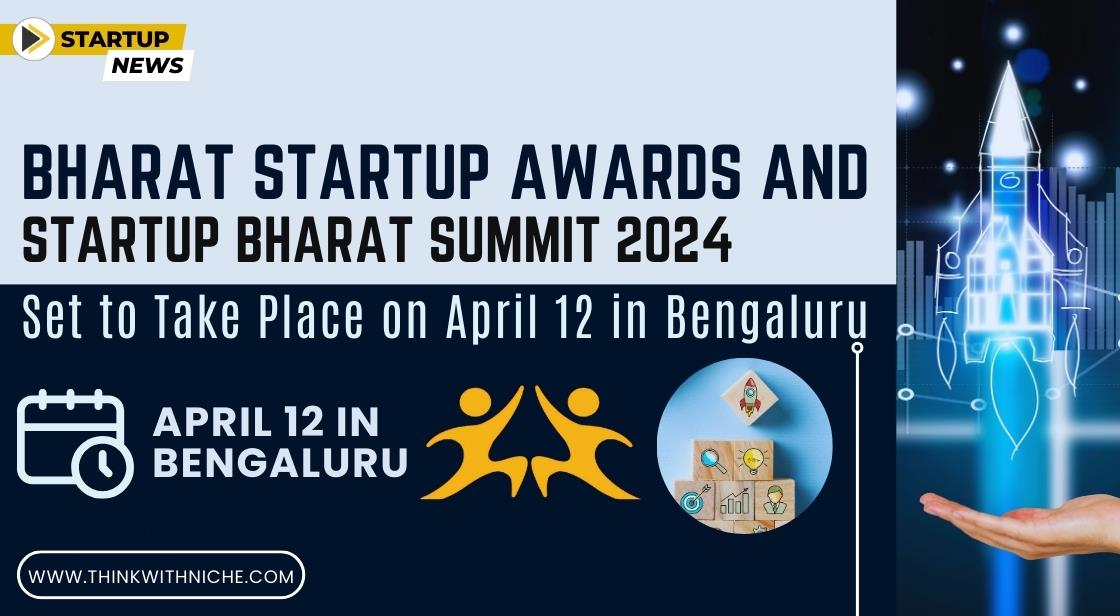 STARTUP
NEWS
BHARAT STARTUP AWARDS AND
STARTUP BHARAT SUMMIT 2024
Set to Take Place on April 12 in Bengaluru
APRIL 12 IN
BENGALURU
WWW.THINKWITHNICHE.COM